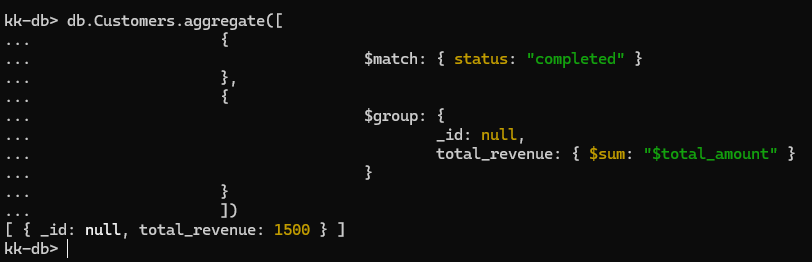 kk-db> db.Customers.aggregate([
... {
... $match: { status: "completed" }
... },
... {
... $group: {
... _id: null,
... total_revenue: { $sum: "$total_amount" }
... }
... }
... ])
[ { _id: null, total_revenue: 1500 } ]
kk-db>